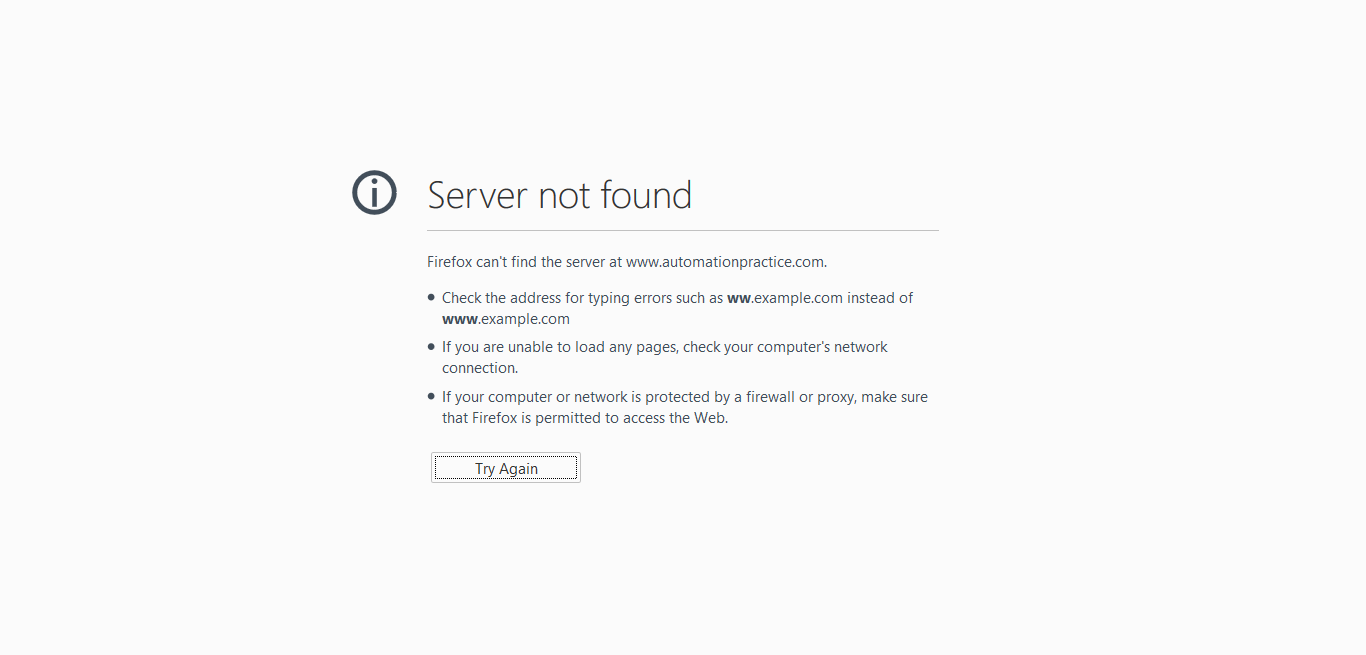 Server not found
Firefox can't find the server at www.automationpractice.com.
Check the address for typing errors such as ww.example.com instead of
www.example.com
If you are unable to load any pages, check your computer's network
connection.
If your computer or network is protected by a firewall or proxy, make sure
that Firefox is permitted to access the Web.
Try Again